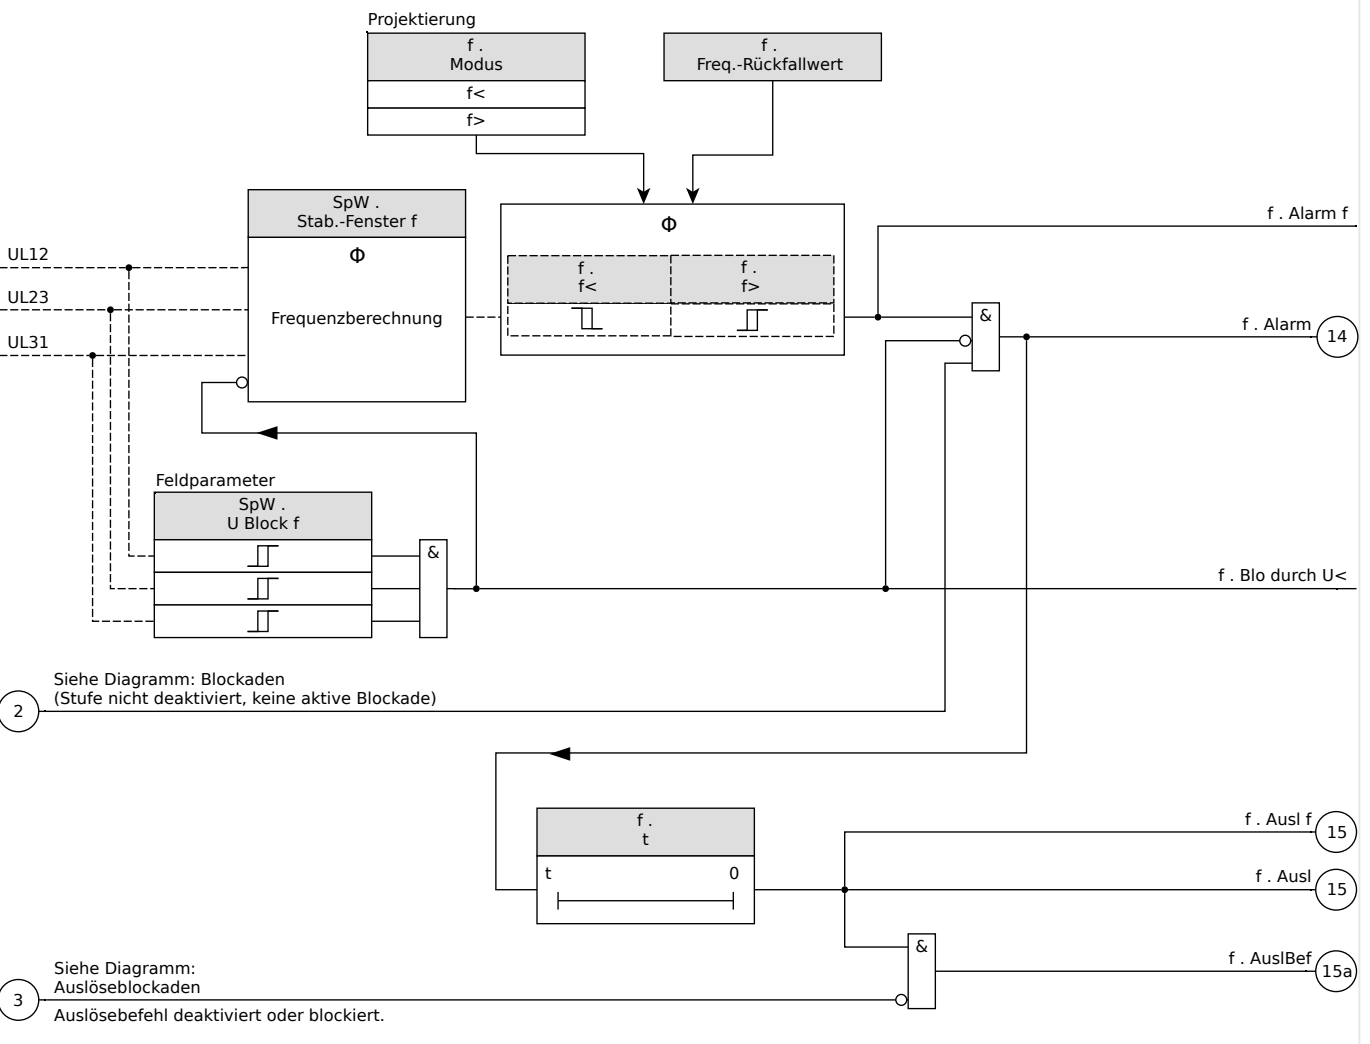 Projektierung
f .
Modus
f<
f>
f .
Freq.-Rückfallwert
SpW .
Stab.-Fenster f
Φ
Frequenzberechnung
UL12
UL23
UL31
Φ
f .
f<
f .
f>
f . Alarm f
&
f . Alarm
14
Feldparameter
SpW .
U Block f
&
f . Blo durch U<
Siehe Diagramm: Blockaden
(Stufe nicht deaktiviert, keine aktive Blockade)
2
f .
t
t
0
f . Ausl f
15
f . Ausl
15
&
f . AuslBef
15a
Siehe Diagramm:
Auslöseblockaden
3
Auslösebefehl deaktiviert oder blockiert.